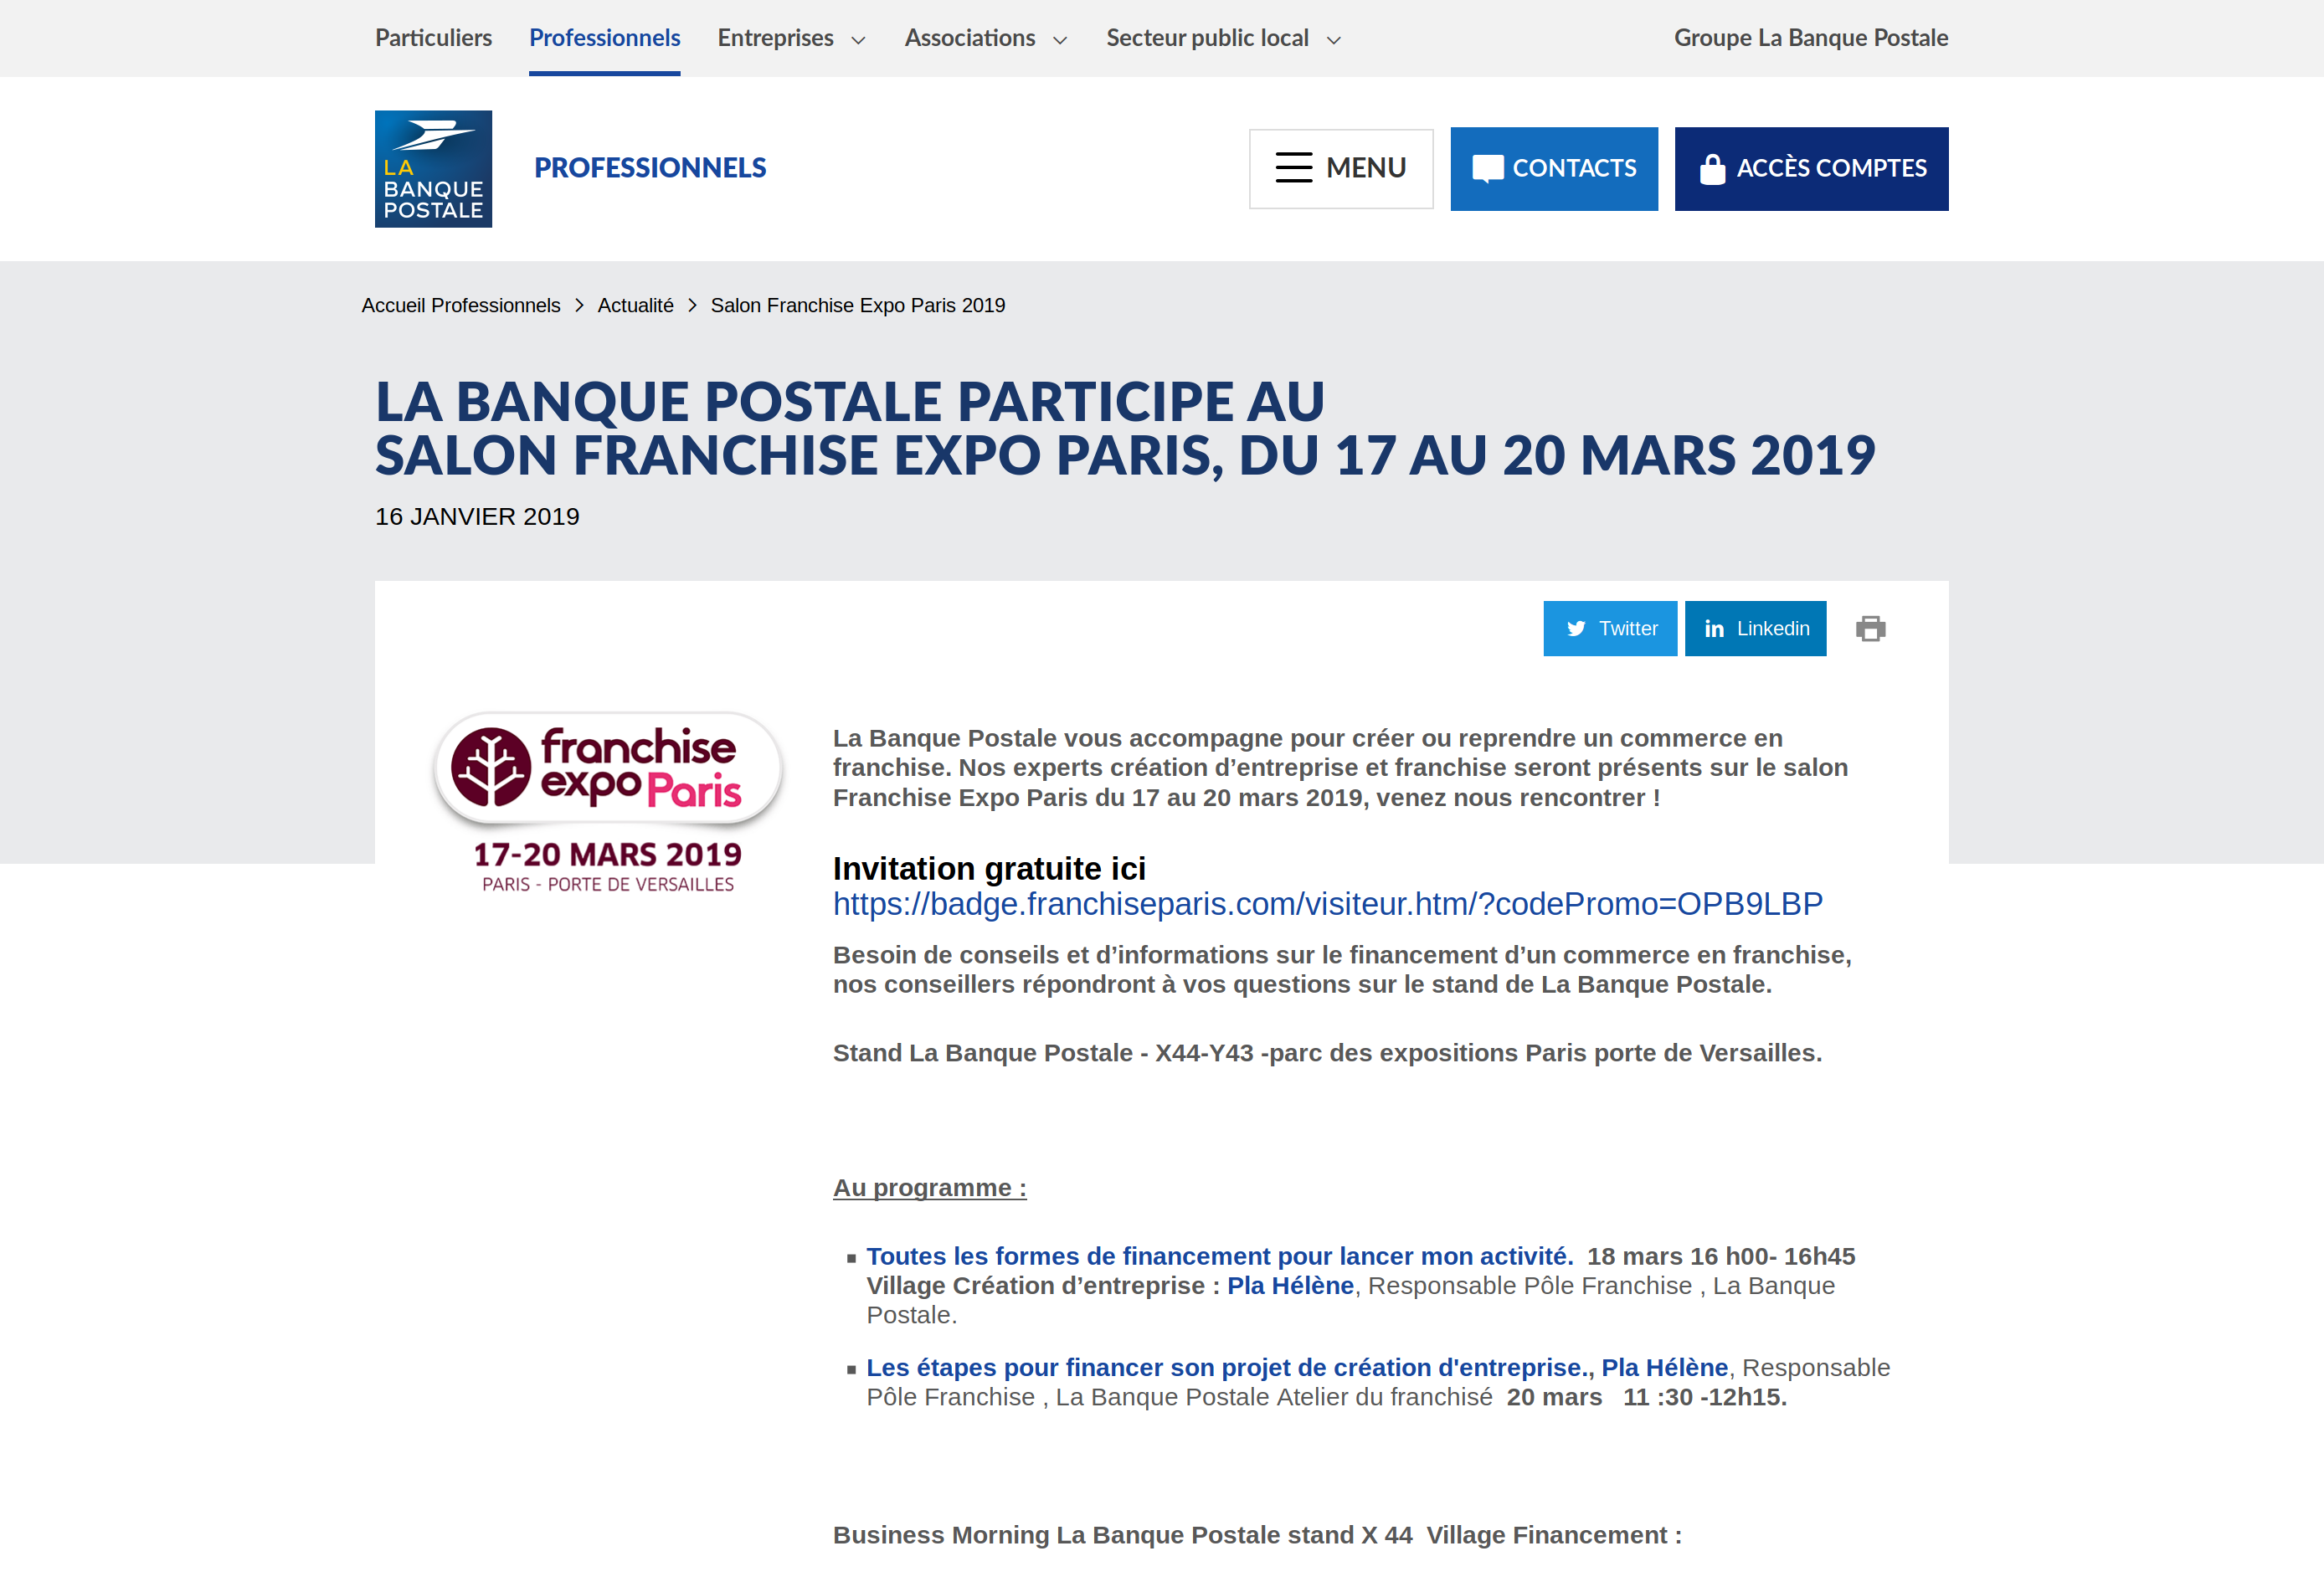 Particuliers Professionnels Entreprises Associations Secteur public local Groupe La Banque Postale
LA
BANQUE
POSTALE
PROFESSIONNELS
MENU
CONTACTS
ACCÈS COMPTES
Accueil Professionnels > Actualité > Salon Franchise Expo Paris 2019
LA BANQUE POSTALE PARTICIPE AU
SALON FRANCHISE EXPO PARIS, DU 17 AU 20 MARS 2019
16 JANVIER 2019
Twitter
in Linkedin
franchise
expo Paris
17-20 MARS 2019
PARIS - PORTE DE VERSAILLES
La Banque Postale vous accompagne pour créer ou reprendre un commerce en
franchise. Nos experts création d’entreprise et franchise seront présents sur le salon
Franchise Expo Paris du 17 au 20 mars 2019, venez nous rencontrer !
Invitation gratuite ici
https://badge.franchiseparis.com/visiteur.htm/?codePromo=OPB9LBP
Besoin de conseils et d’informations sur le financement d’un commerce en franchise,
nos conseillers répondront à vos questions sur le stand de La Banque Postale.
Stand La Banque Postale - X44-Y43 -parc des expositions Paris porte de Versailles.
Au programme :
Toutes les formes de financement pour lancer mon activité.  18 mars 16 h00- 16h45
Village Création d’entreprise : Pla Hélène, Responsable Pôle Franchise , La Banque
Postale.
Les étapes pour financer son projet de création d'entreprise., Pla Hélène, Responsable
Pôle Franchise , La Banque Postale Atelier du franchisé  20 mars   11 :30 -12h15.
Business Morning La Banque Postale stand X 44  Village Financement :